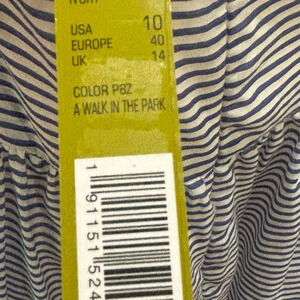 USA 10
EUROPE 40
UK 14
COLOR P8Z
A WALK IN THE PARK
1 91151 524